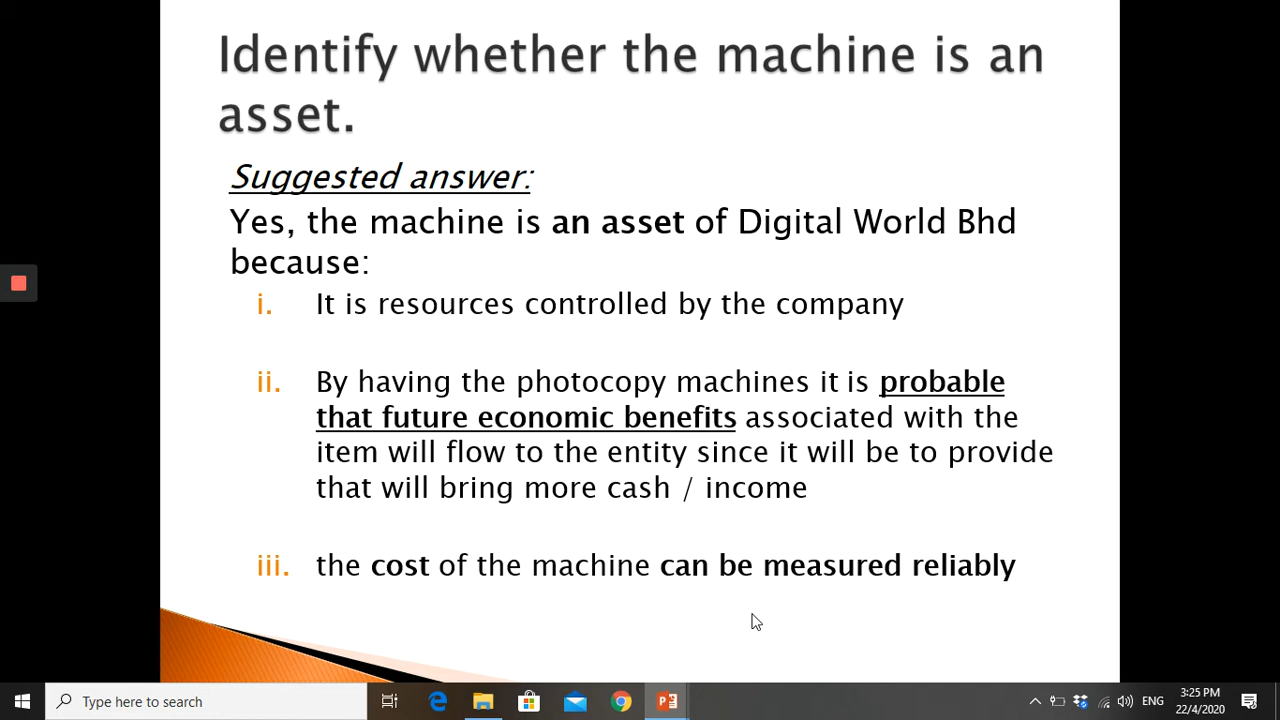 Identify whether the machine is an
asset.
Suggested answer:
Yes, the machine is an asset of Digital World Bhd
because:
i. It is resources controlled by the company
ii. By having the photocopy machines it is probable
that future economic benefits associated with the
item will flow to the entity since it will be to provide
that will bring more cash / income
iii. the cost of the machine can be measured reliably
Type here to search
ENG
3:25 PM
22/4/2020